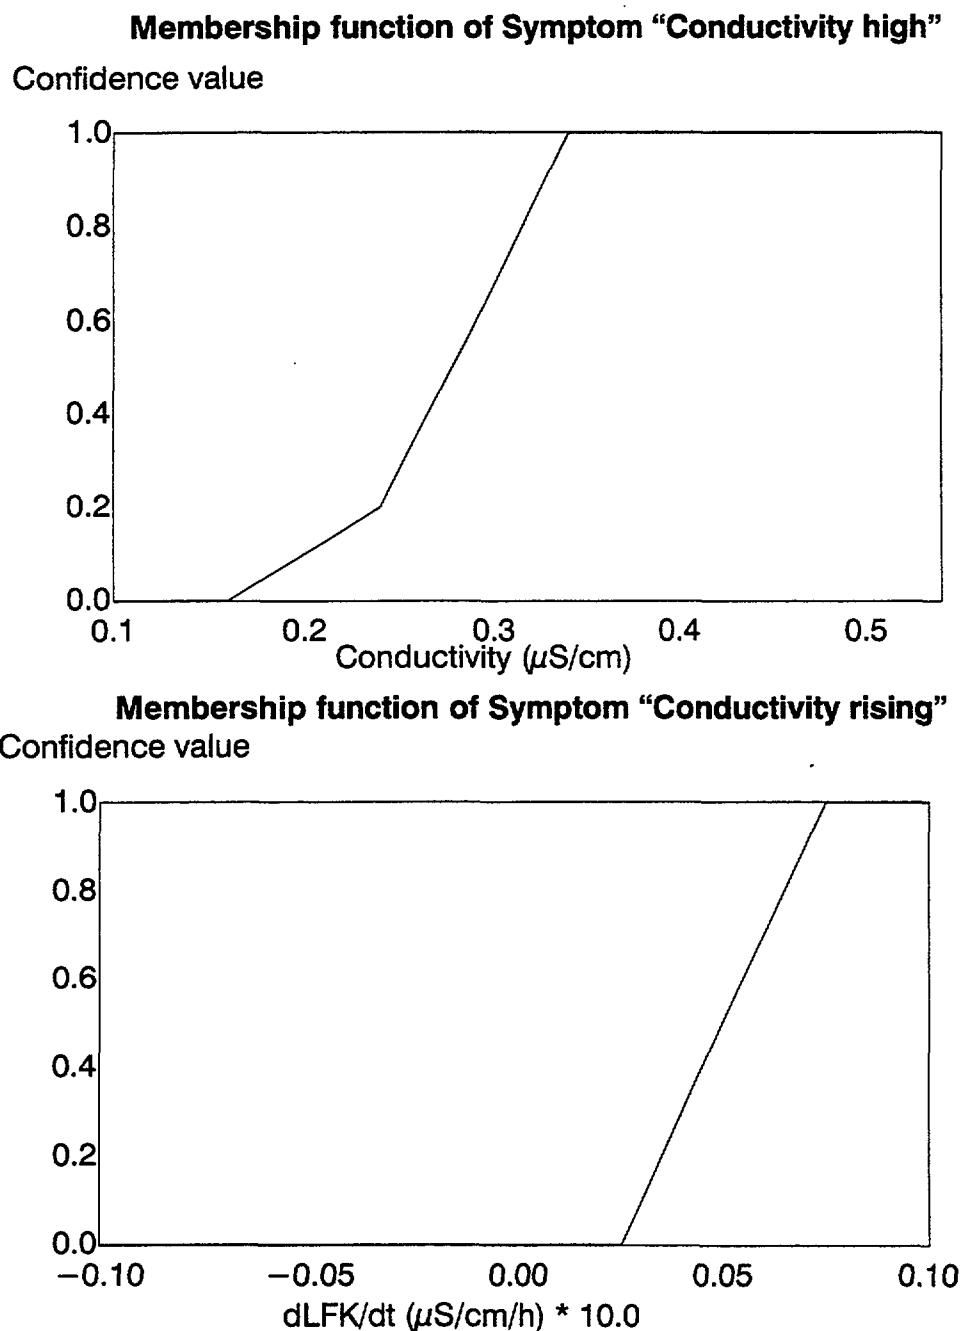 Membership function of Symptom “Conductivity high”
Confidence value
1.0
0.8
0.6
0.4
0.2
0.0
0.1 0.2 0.3 0.4 0.5
Conductivity (μS/cm)
Membership function of Symptom “Conductivity rising”
Confidence value
1.0
0.8
0.6
0.4
0.2
0.0
−0.10 −0.05 0.00 0.05 0.10
dLFK/dt (μS/cm/h) * 10.0